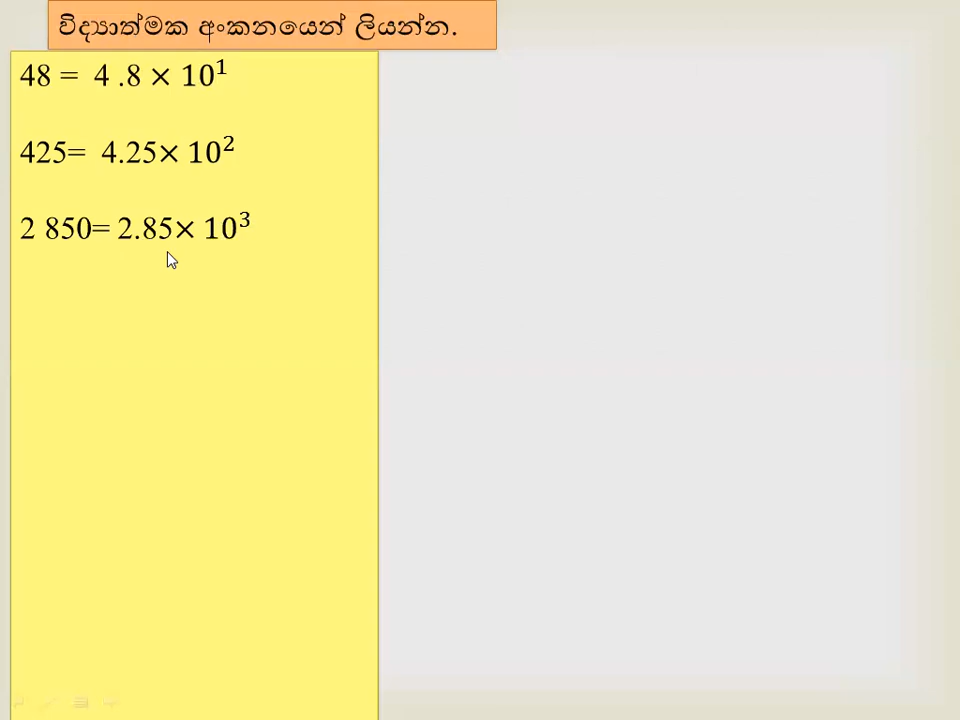 විද්‍යාත්මක අංකනයෙන් ලියන්න.
48 = 4 .8 × 10¹
425= 4.25× 10²
2 850= 2.85× 10³